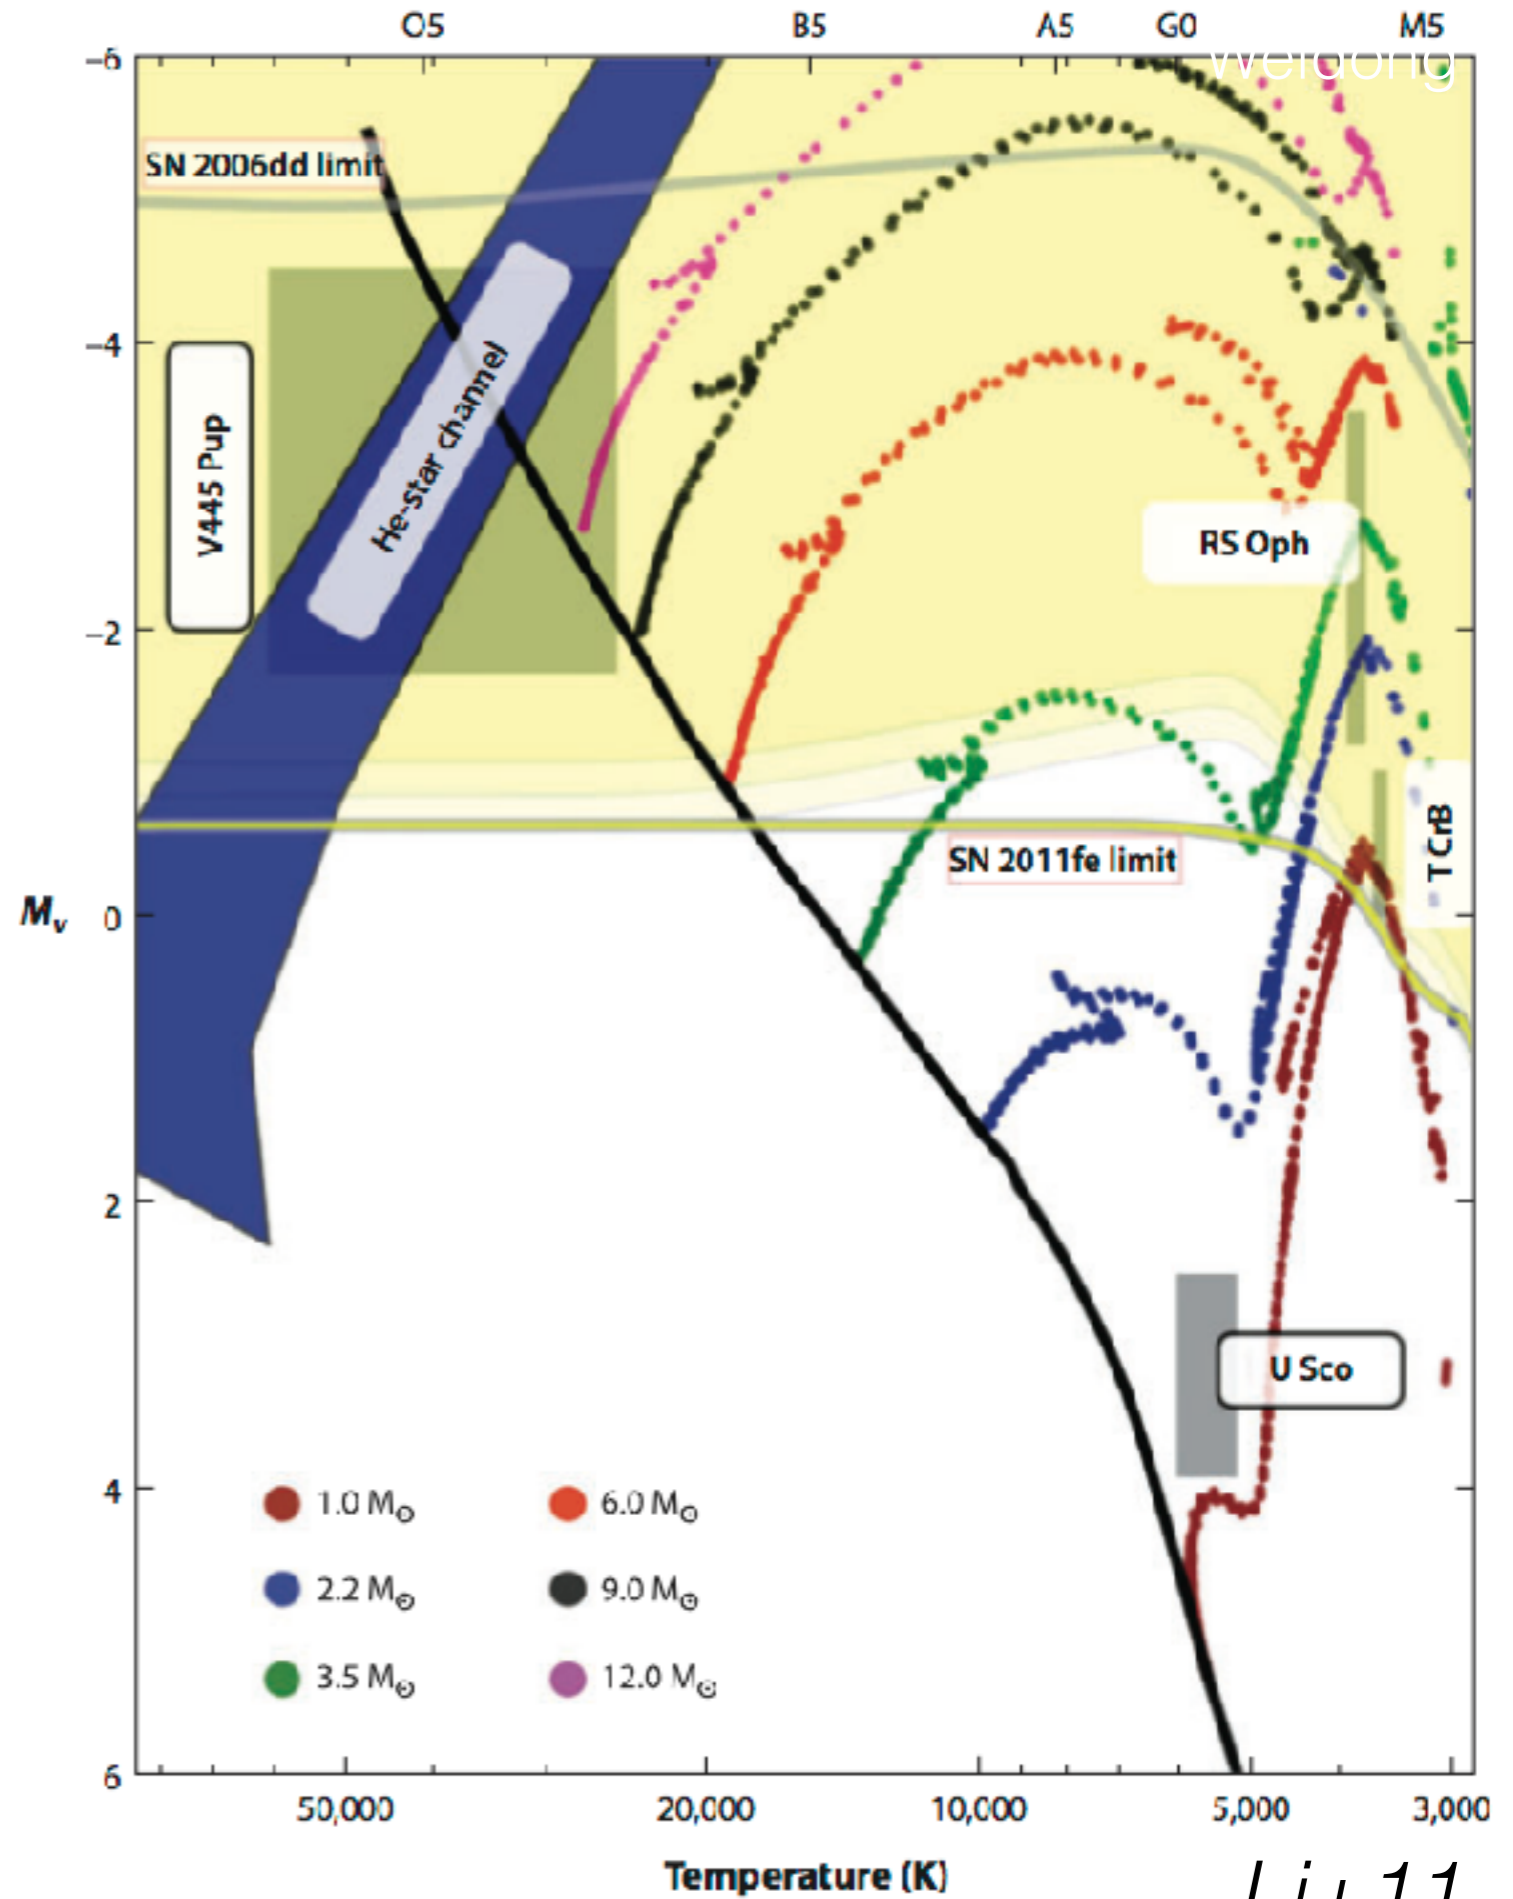 O5 B5 A5 G0 M5
Weidong
−6
SN 2006dd limit
−4
V445 Pup
He-star channel
RS Oph
−2
SN 2011fe limit
T CrB
Mv 0
2
U Sco
4
1.0 M⊙ 6.0 M⊙
2.2 M⊙ 9.0 M⊙
3.5 M⊙ 12.0 M⊙
6
50,000 20,000 10,000 5,000 3,000
Temperature (K)